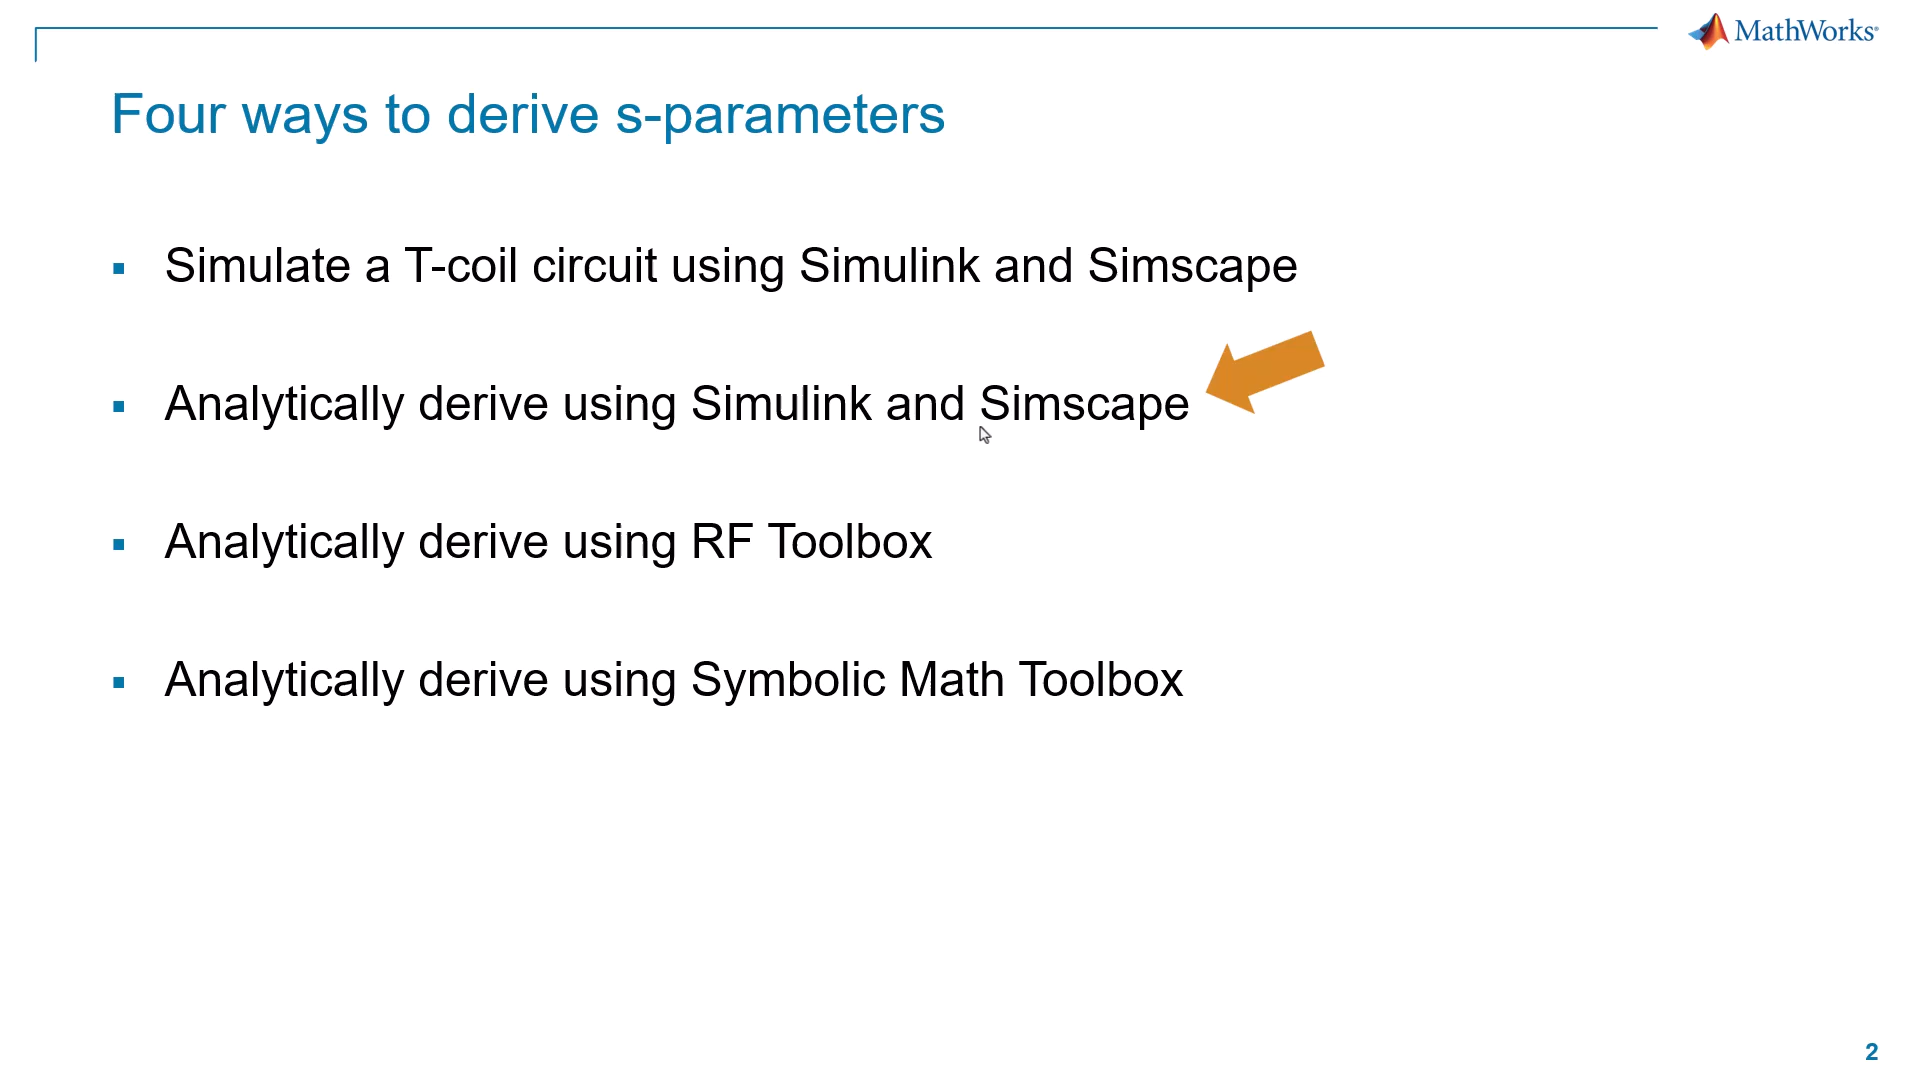 MathWorks®
Four ways to derive s-parameters
▪ Simulate a T-coil circuit using Simulink and Simscape
▪ Analytically derive using Simulink and Simscape
▪ Analytically derive using RF Toolbox
▪ Analytically derive using Symbolic Math Toolbox
2